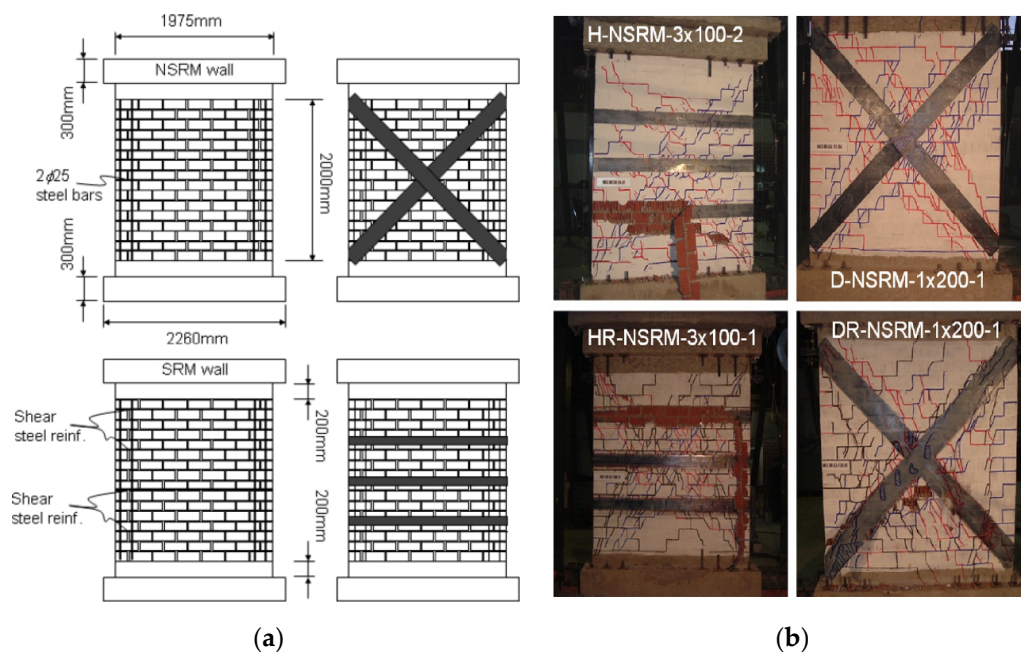 1975mm
NSRM wall
300mm
2ϕ25
steel bars
2000mm
300mm
2260mm
SRM wall
Shear
steel reinf.
200mm
Shear
steel reinf.
200mm
(a)
H-NSRM-3x100-2
D-NSRM-1x200-1
HR-NSRM-3x100-1
DR-NSRM-1x200-1
(b)